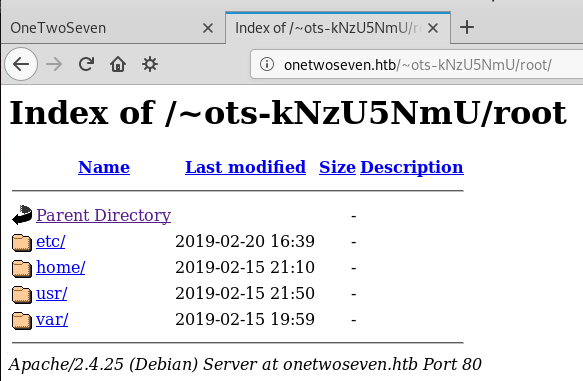 OneTwoSeven × Index of /~ots-kNzU5NmU/r × +
onetwoseven.htb/~ots-kNzU5NmU/root/
Index of /~ots-kNzU5NmU/root
Name Last modified Size Description
Parent Directory -
etc/ 2019-02-20 16:39 -
home/ 2019-02-15 21:10 -
usr/ 2019-02-15 21:50 -
var/ 2019-02-15 19:59 -
Apache/2.4.25 (Debian) Server at onetwoseven.htb Port 80